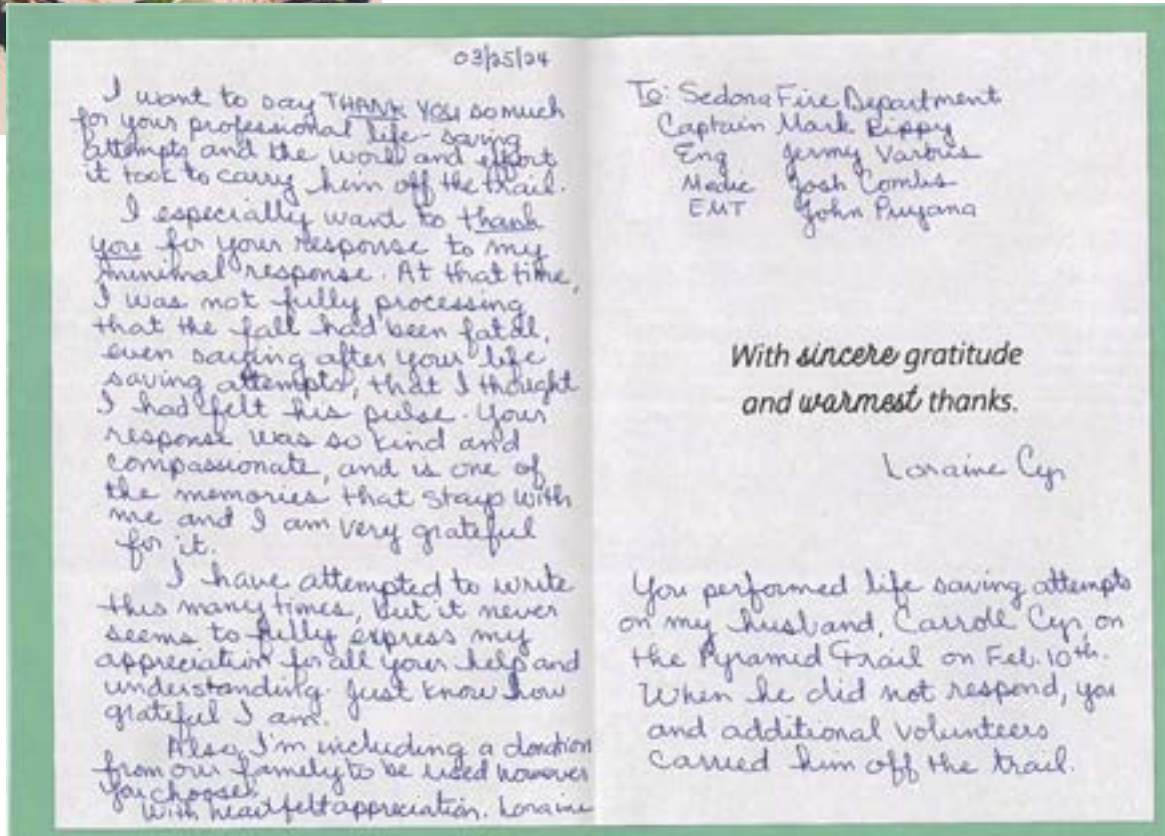 03/25/24
I want to say THANK YOU so much
for your professional life-saving
attempts and the work and effort
it took to carry him off the trail.
I especially want to thank
you for your response to my
minimal response. At that time,
I was not fully processing
that the fall had been fatal,
even saying after your life
saving attempts, that I thought
I had felt his pulse. Your
response was so kind and
compassionate, and is one of
the memories that stays with
me and I am very grateful
for it.
I have attempted to write
this many times, but it never
seems to fully express my
appreciation for all your help and
understanding. Just know how
grateful I am.
Also, I'm including a donation
from our family to be used however
you choose.
With heartfelt appreciation. Loraine
To: Sedona Fire Department
Captain Mark Rippy
Eng Jermy
Medic Josh Combs
EMT John Puyana
With sincere gratitude
and warmest thanks.
Loraine Cyr
You performed life saving attempts
on my husband, Carroll Cyr, on
the Pyramid Trail on Feb. 10th.
When he did not respond, you
and additional volunteers
carried him off the trail.